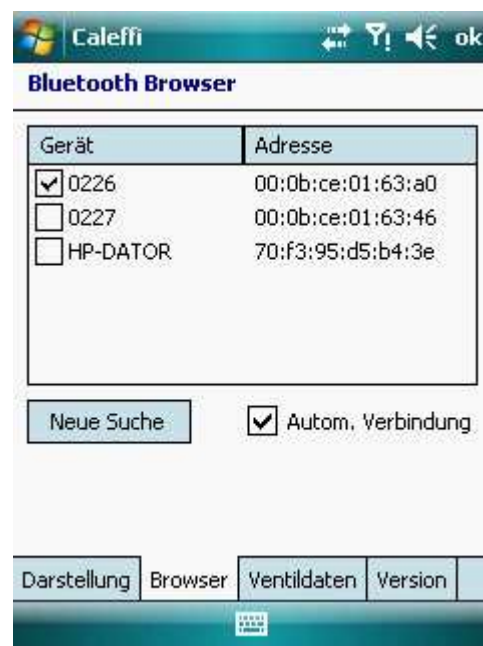 Caleffi ok
Bluetooth Browser
Gerät Adresse
0226 00:0b:ce:01:63:a0
0227 00:0b:ce:01:63:46
HP-DATOR 70:f3:95:d5:b4:3e
Neue Suche Autom. Verbindung
Darstellung Browser Ventildaten Version